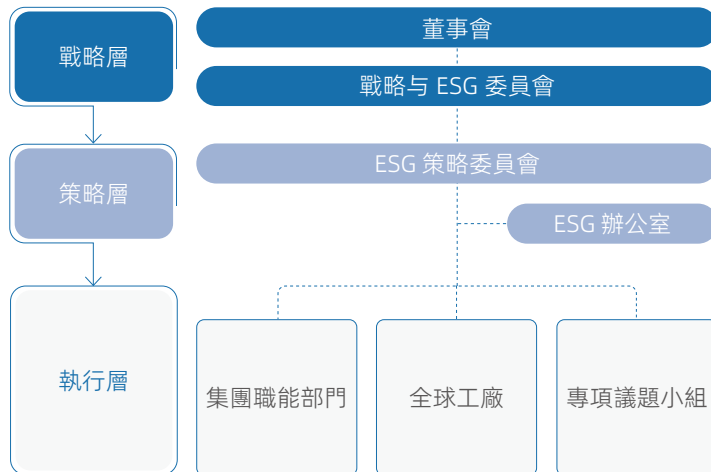 戰略層
董事會
戰略与 ESG 委員會
策略層
ESG 策略委員會
ESG 辦公室
執行層
集團職能部門
全球工廠
專項議題小組